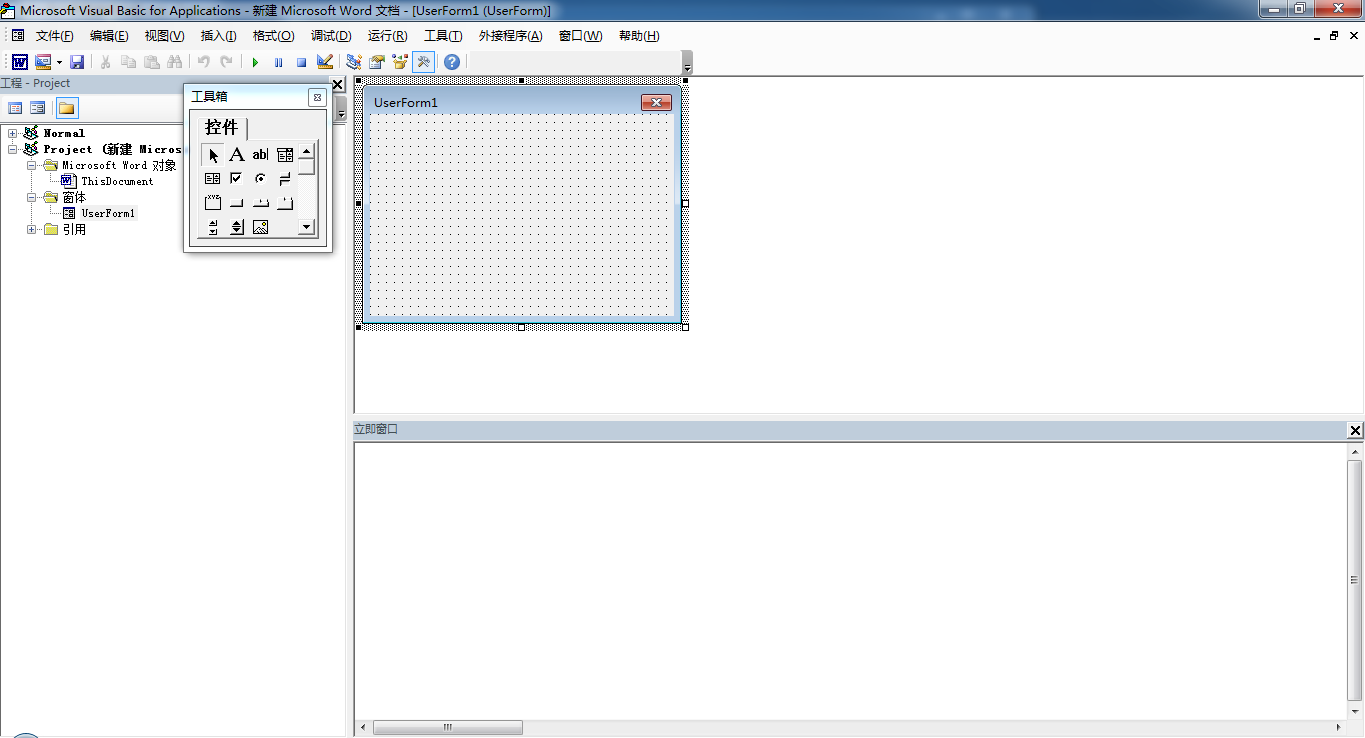 Microsoft Visual Basic for Applications - 新建 Microsoft Word 文档 - [UserForm1 (UserForm)]
文件(F) 编辑(E) 视图(V) 插入(I) 格式(O) 调试(D) 运行(R) 工具(T) 外接程序(A) 窗口(W) 帮助(H)
工程 - Project
工具箱
控件
A ab|
XYZ
Normal
Project (新建 Micros
Microsoft Word 对象
ThisDocument
窗体
UserForm1
引用
UserForm1
立即窗口